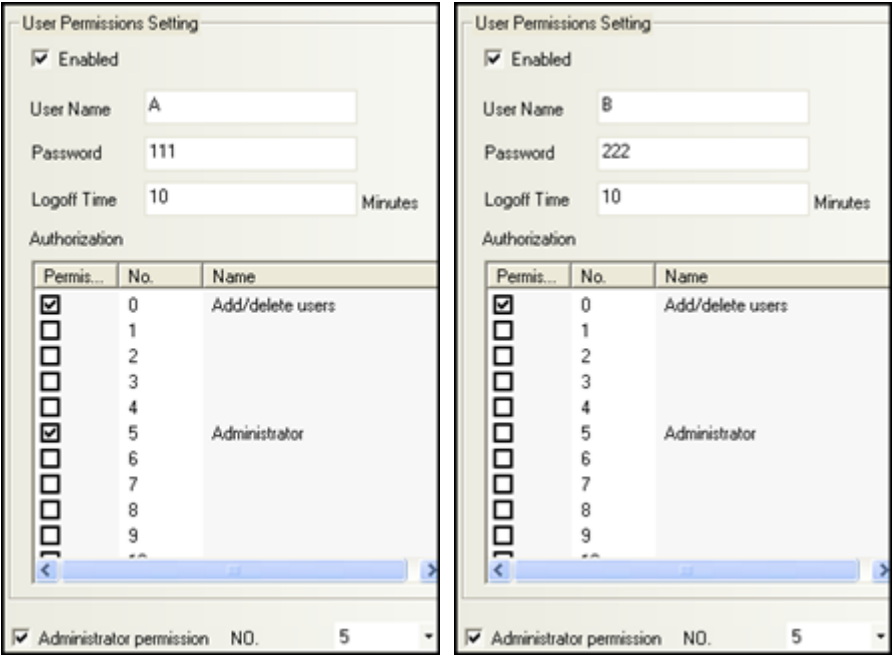 User Permissions Setting
Enabled
User Name A
Password 111
Logoff Time 10 Minutes
Authorization
Permis... No. Name
0 Add/delete users
1
2
3
4
5 Administrator
6
7
8
9
Administrator permission NO. 5
User Permissions Setting
Enabled
User Name B
Password 222
Logoff Time 10 Minutes
Authorization
Permis... No. Name
0 Add/delete users
1
2
3
4
5 Administrator
6
7
8
9
Administrator permission NO. 5